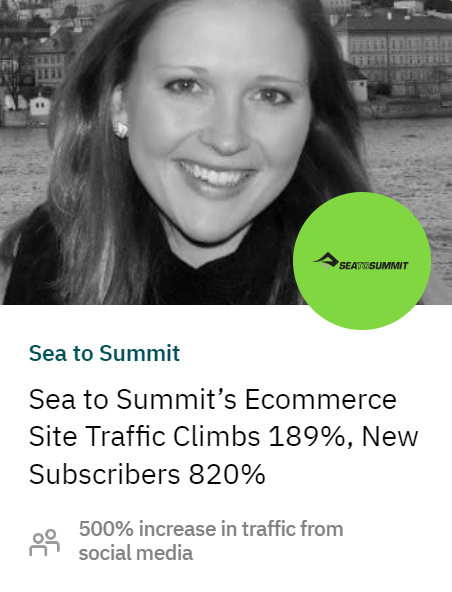 SEATOSUMMIT
Sea to Summit
Sea to Summit’s Ecommerce
Site Traffic Climbs 189%, New
Subscribers 820%
500% increase in traffic from
social media